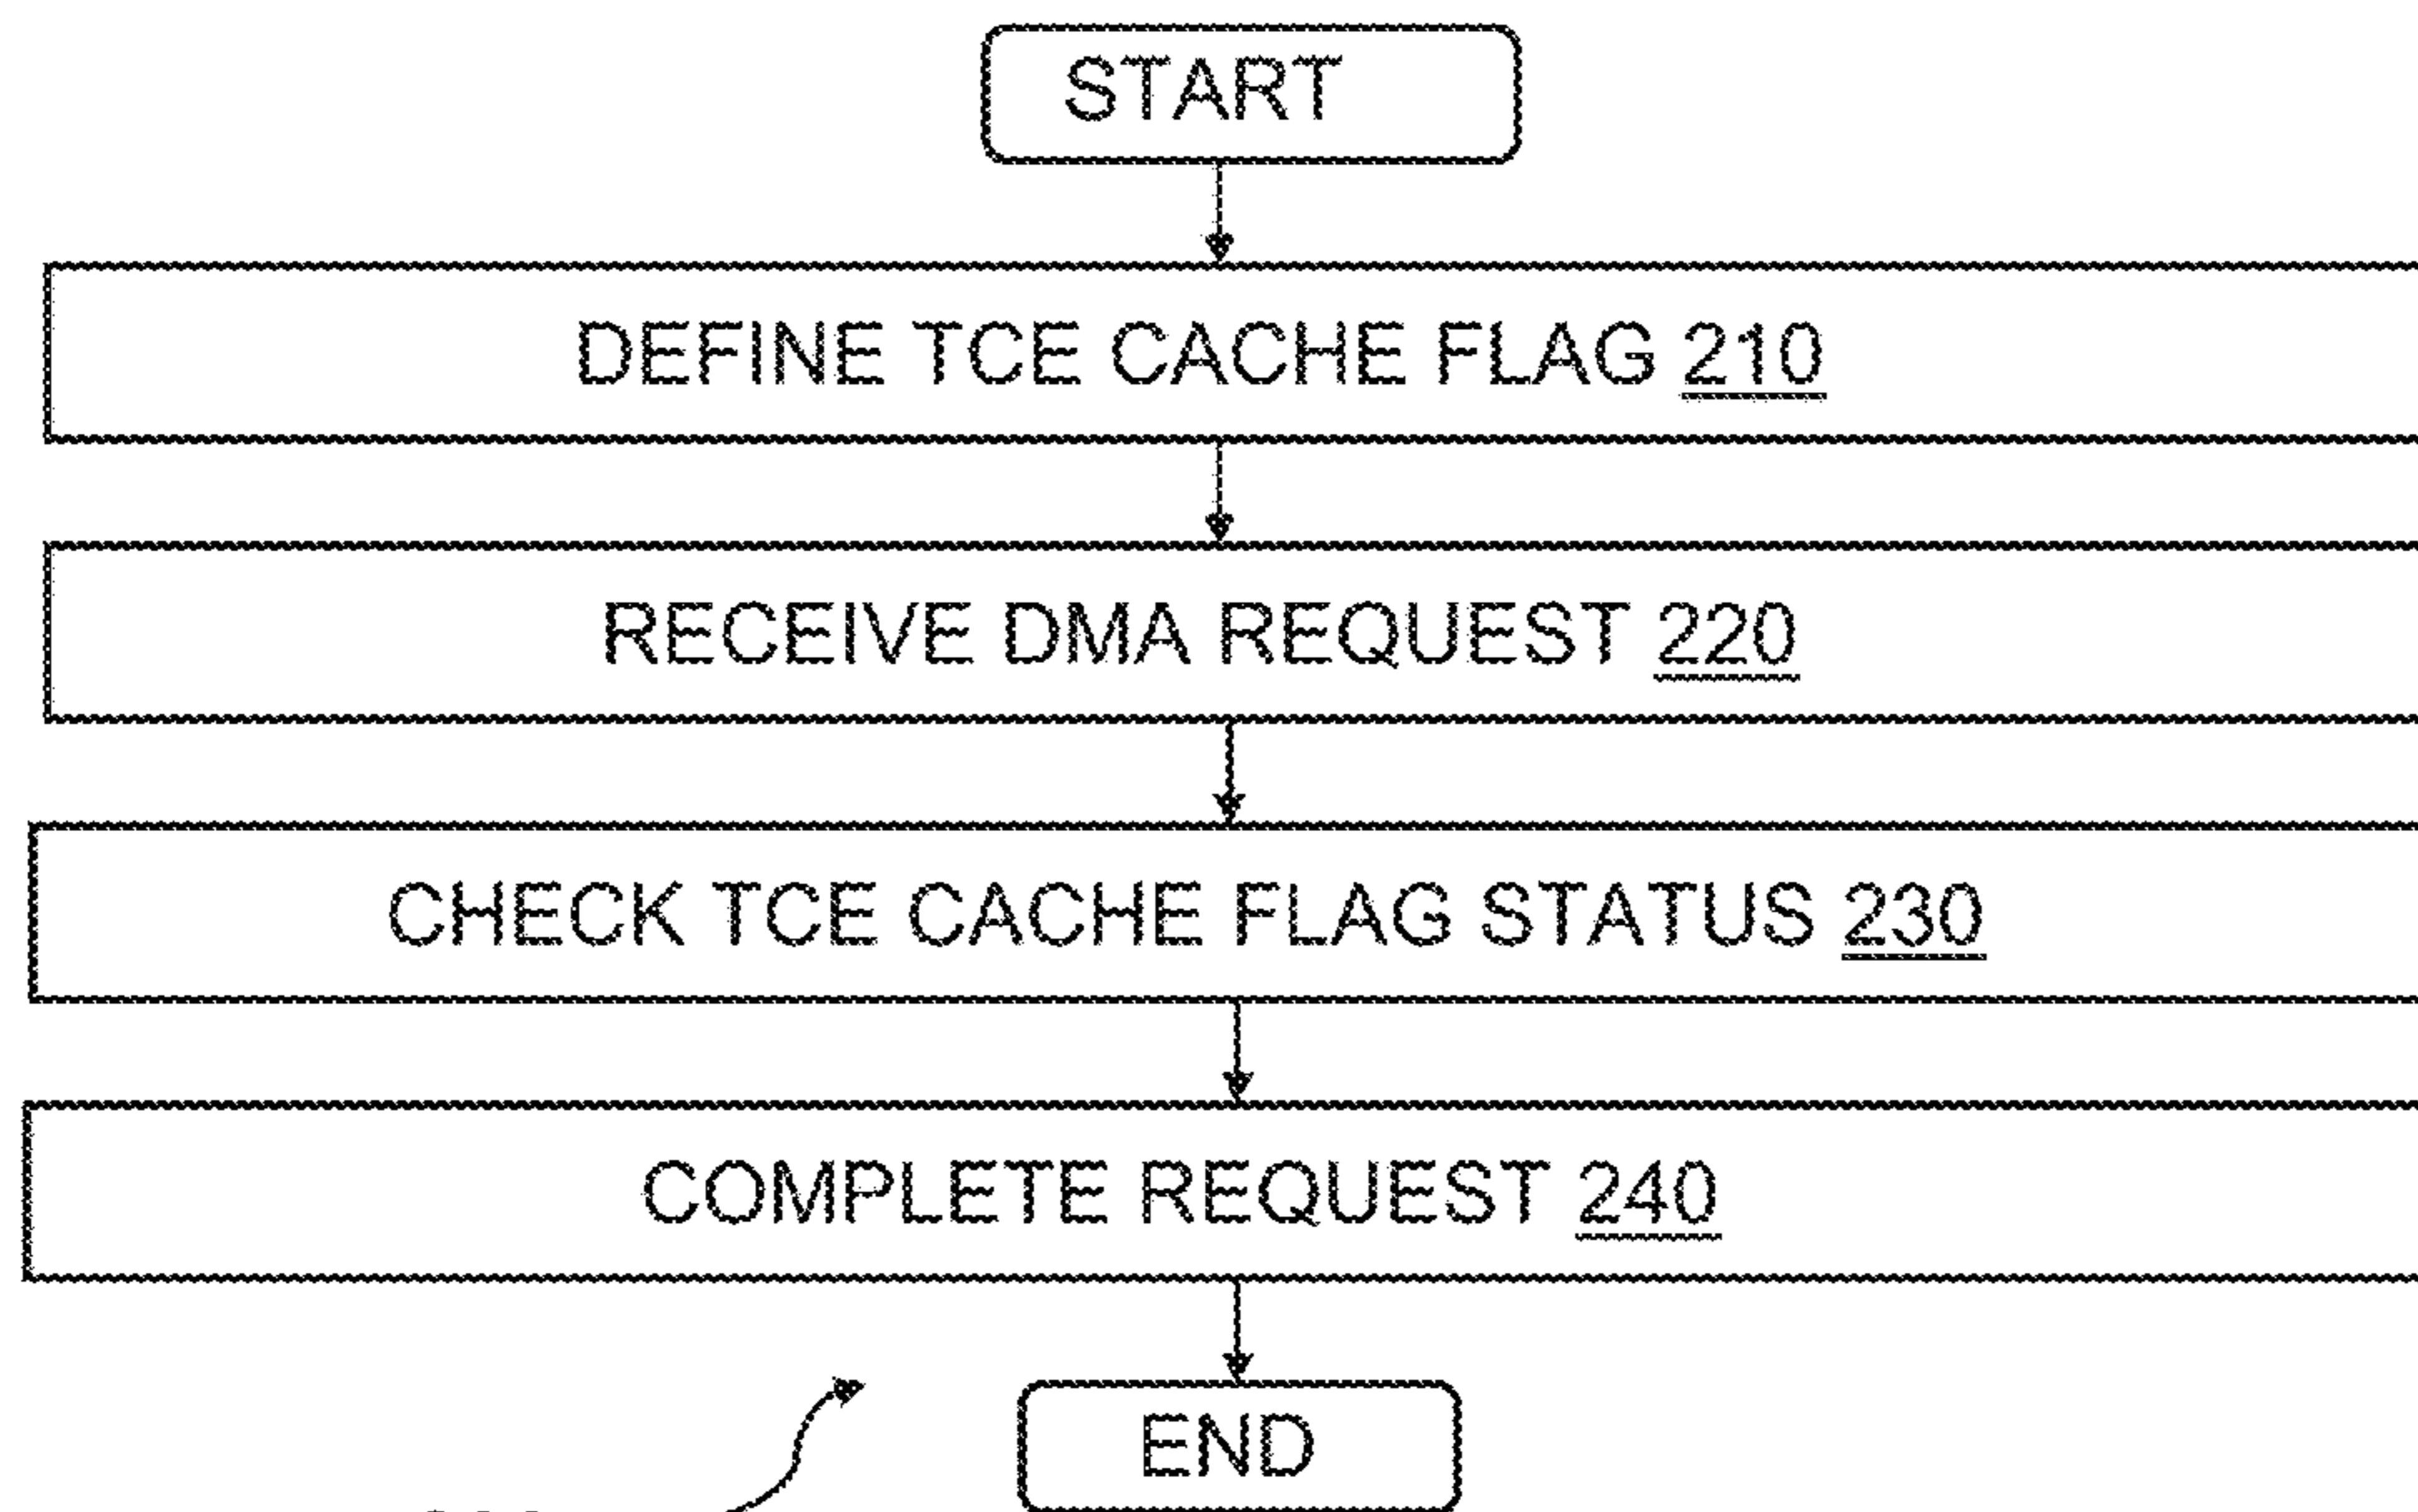 START
DEFINE TCE CACHE FLAG 210
RECEIVE DMA REQUEST 220
CHECK TCE CACHE FLAG STATUS 230
COMPLETE REQUEST 240
END